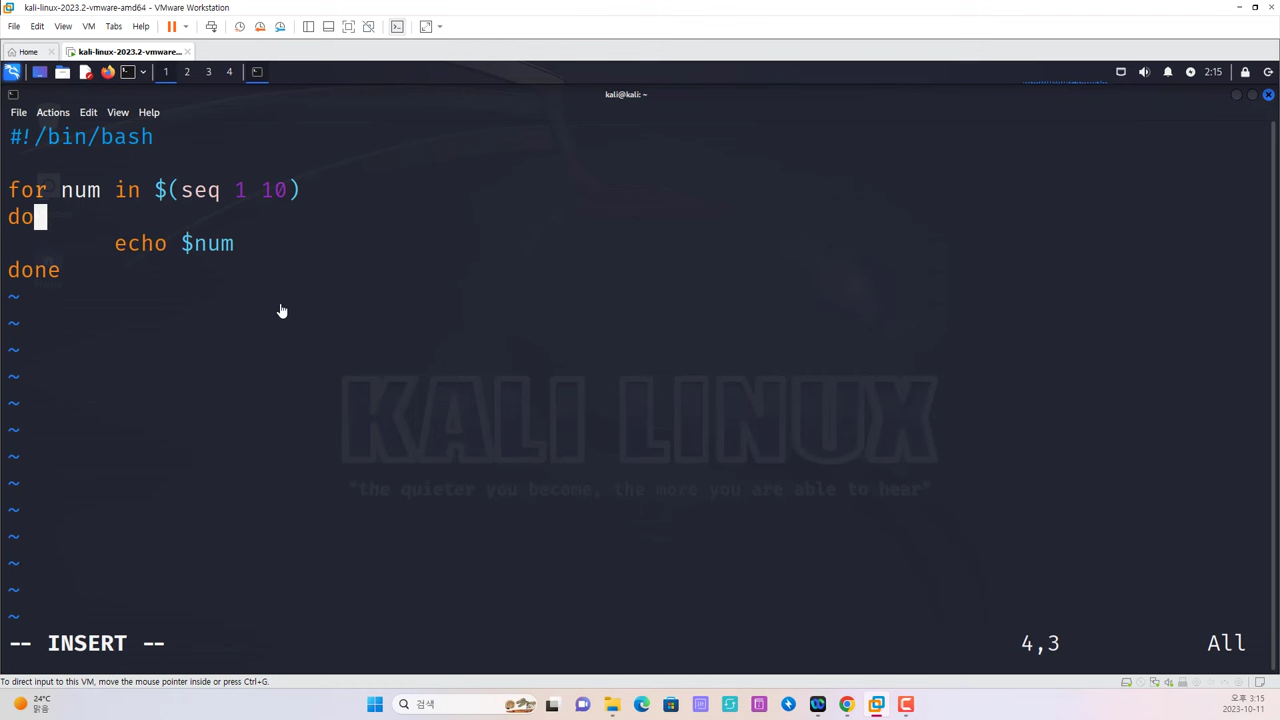 kali-linux-2023.2-vmware-amd64 - VMware Workstation
File Edit View VM Tabs Help
Home kali-linux-2023.2-vmware...
1 2 3 4 2:15
kali@kali: ~
File Actions Edit View Help
#!/bin/bash
for num in $(seq 1 10)
do
echo $num
done
~
~
~
~
~
~
~
~
~
~
~
~
~
KALI LINUX
"the quieter you become, the more you are able to hear"
-- INSERT -- 4,3 All
To direct input to this VM, move the mouse pointer inside or press Ctrl+G.
24°C
맑음
검색
오후 3:15
2023-10-11